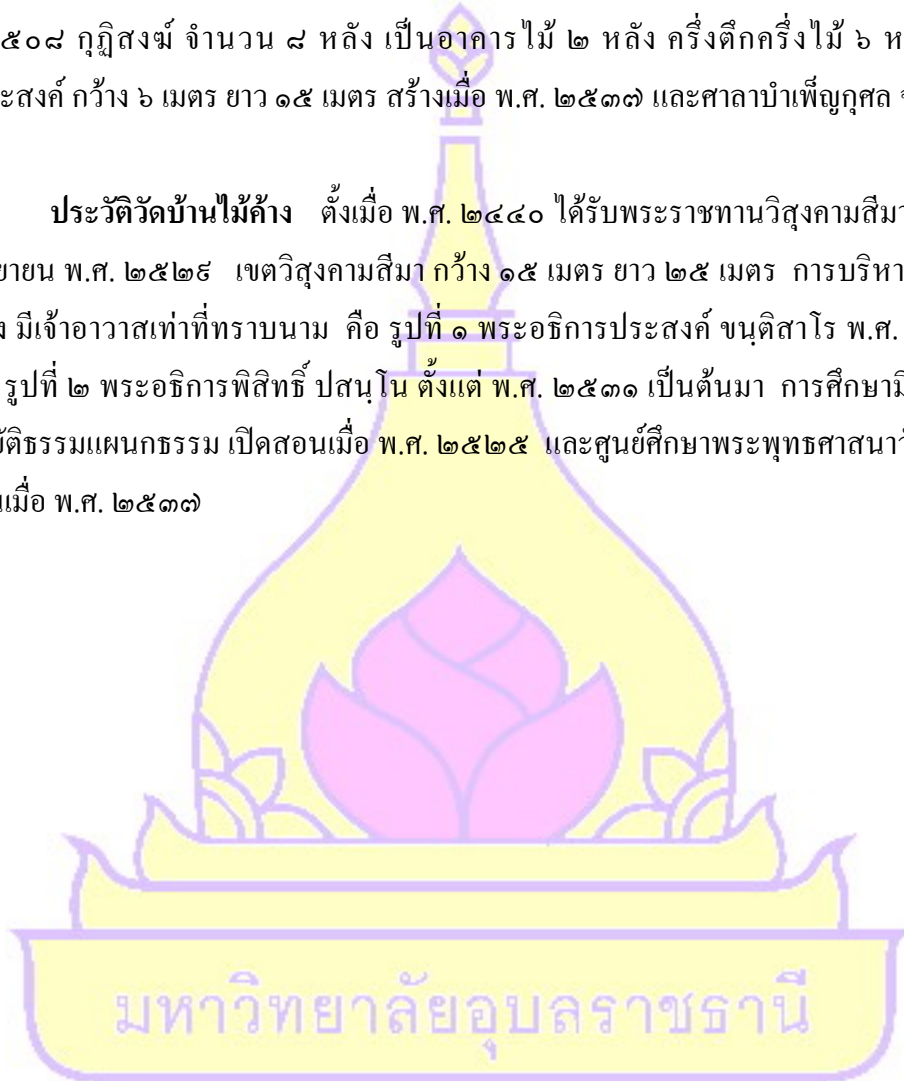 ๕๐๘ กุฏิสงฆ์ จำนวน ๘ หลัง เป็นอาคารไม้ ๒ หลัง ครึ่งตึกครึ่งไม้ ๖ ห
ะสงค์ กว้าง ๖ เมตร ยาว ๑๕ เมตร สร้างเมื่อ พ.ศ. ๒๕๓๗ และศาลาบำเพ็ญกุศล
ประวัติวัดบ้านไม้ค้าง ตั้งเมื่อ พ.ศ. ๒๔๔๐ ได้รับพระราชทานวิสุงคามสีมา
ยายน พ.ศ. ๒๕๒๙ เขตวิสุงคามสีมา กว้าง ๑๕ เมตร ยาว ๒๕ เมตร การบริหา
ง มีเจ้าอาวาสเท่าที่ทราบนาม คือ รูปที่ ๑ พระอธิการประสงค์ ขนฺติสาโร พ.ศ.
รูปที่ ๒ พระอธิการพิสิทธิ์ ปสนฺโน ตั้งแต่ พ.ศ. ๒๕๓๑ เป็นต้นมา การศึกษามี
ัติธรรมแผนกธรรม เปิดสอนเมื่อ พ.ศ. ๒๕๒๕ และศูนย์ศึกษาพระพุทธศาสนาวั
นเมื่อ พ.ศ. ๒๕๓๗
มหาวิทยาลัยอุบลราชธานี